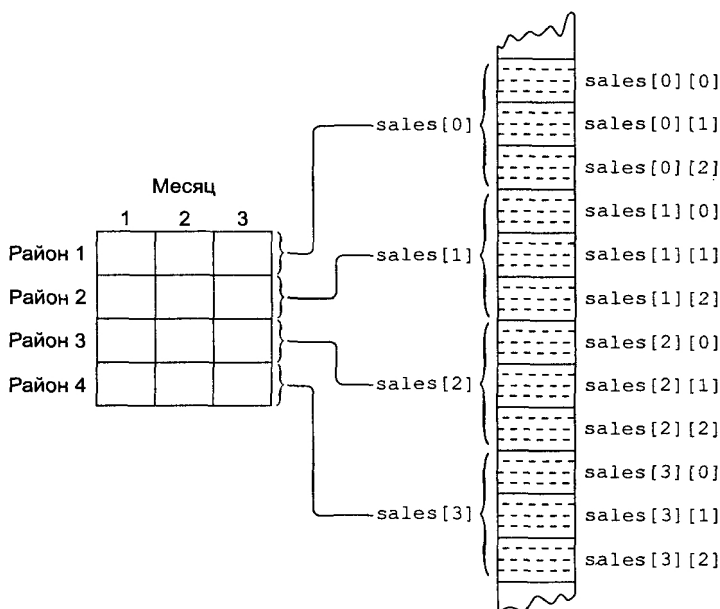 Месяц
1 2 3
Район 1
Район 2
Район 3
Район 4
sales[0]
sales[1]
sales[2]
sales[3]
sales[0][0]
sales[0][1]
sales[0][2]
sales[1][0]
sales[1][1]
sales[1][2]
sales[2][0]
sales[2][1]
sales[2][2]
sales[3][0]
sales[3][1]
sales[3][2]